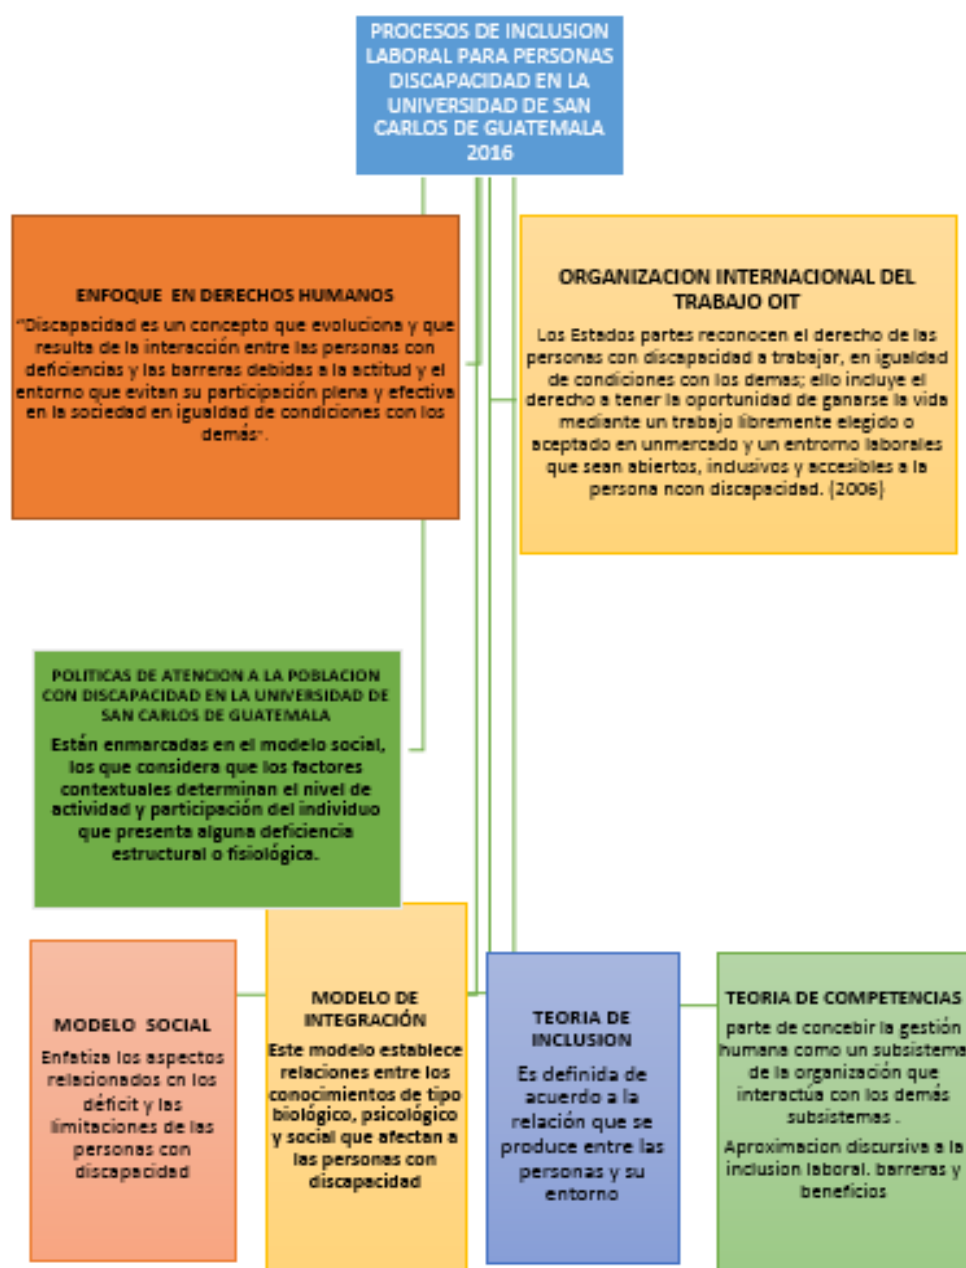 PROCESOS DE INCLUSION
LABORAL PARA PERSONAS
DISCAPACIDAD EN LA
UNIVERSIDAD DE SAN
CARLOS DE GUATEMALA
2016
ENFOQUE EN DERECHOS HUMANOS
"Discapacidad es un concepto que evoluciona y que
resulta de la interacción entre las personas con
deficiencias y las barreras debidas a la actitud y el
entorno que evitan su participación plena y efectiva
en la sociedad en igualdad de condiciones con los
demás".
ORGANIZACION INTERNACIONAL DEL
TRABAJO OIT
Los Estados partes reconocen el derecho de las
personas con discapacidad a trabajar, en igualdad
de condiciones con los demas; ello incluye el
derecho a tener la oportunidad de ganarse la vida
mediante un trabajo libremente elegido o
aceptado en unmercado y un entrorno laborales
que sean abiertos, inclusivos y accesibles a la
persona ncon discapacidad. (2006)
POLITICAS DE ATENCION A LA POBLACION
CON DISCAPACIDAD EN LA UNIVERSIDAD DE
SAN CARLOS DE GUATEMALA
Están enmarcadas en el modelo social,
los que considera que los factores
contextuales determinan el nivel de
actividad y participación del individuo
que presenta alguna deficiencia
estructural o fisiológica.
MODELO SOCIAL
Enfatiza los aspectos
relacionados cn los
déficit y las
limitaciones de las
personas con
discapacidad
MODELO DE
INTEGRACIÓN
Este modelo establece
relaciones entre los
conocimientos de tipo
biológico, psicológico
y social que afectan a
las personas con
discapacidad
TEORIA DE
INCLUSION
Es definida de
acuerdo a la
relación que se
produce entre las
personas y su
entorno
TEORIA DE COMPETENCIAS
parte de concebir la gestión
humana como un subsistema
de la organización que
interactúa con los demás
subsistemas .
Aproximacion discursiva a la
inclusion laboral. barreras y
beneficios